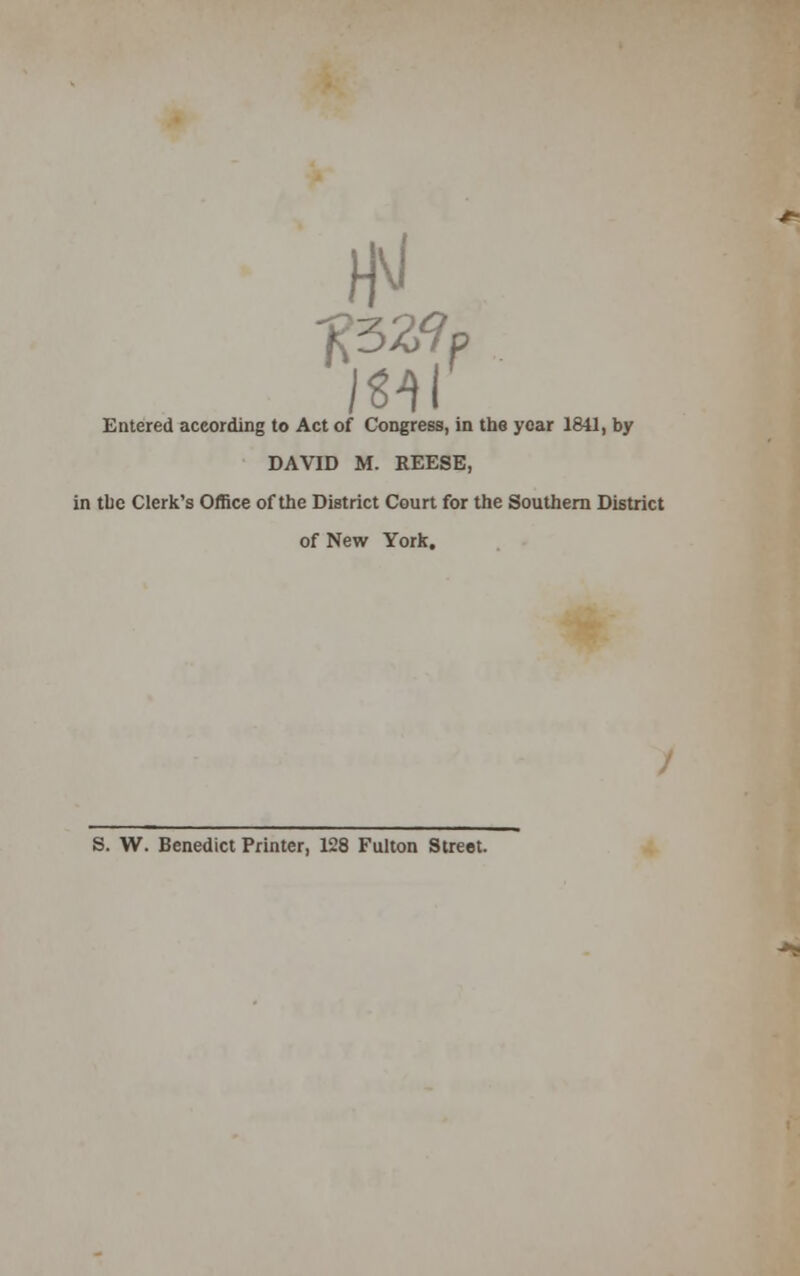 HV
R329p
1841
Entered according to Act of Congress, in the year 1841, by
DAVID M. REESE,
in the Clerk's Office of the District Court for the Southern District
of New York.
S. W. Benedict Printer, 128 Fulton Street.